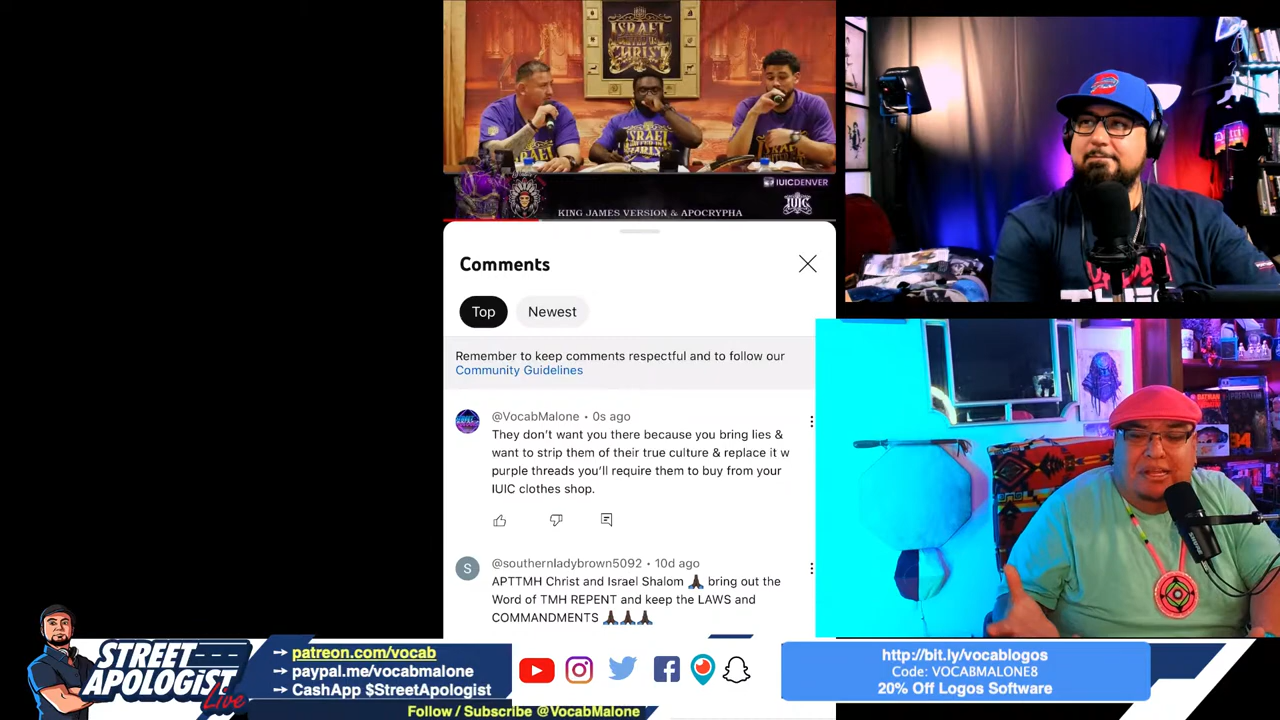 ISRAEL
UNITED IN
CHRIST
IUICDENVER
IUIC
KING JAMES VERSION & APOCRYPHA
Comments
Top
Newest
Remember to keep comments respectful and to follow our
Community Guidelines
@VocabMalone • 0s ago
They don't want you there because you bring lies &
want to strip them of their true culture & replace it w
purple threads you'll require them to buy from your
IUIC clothes shop.
S
@southernladybrown5092 • 10d ago
APTTMH Christ and Israel Shalom 🙏🏿 bring out the
Word of TMH REPENT and keep the LAWS and
COMMANDMENTS 🙏🏿🙏🏿🙏🏿
STREET
APOLOGIST
Live
→ patreon.com/vocab
→ paypal.me/vocabmalone
→ CashApp $StreetApologist
Follow / Subscribe @VocabMalone
http://bit.ly/vocablogos
Code: VOCABMALONE8
20% Off Logos Software